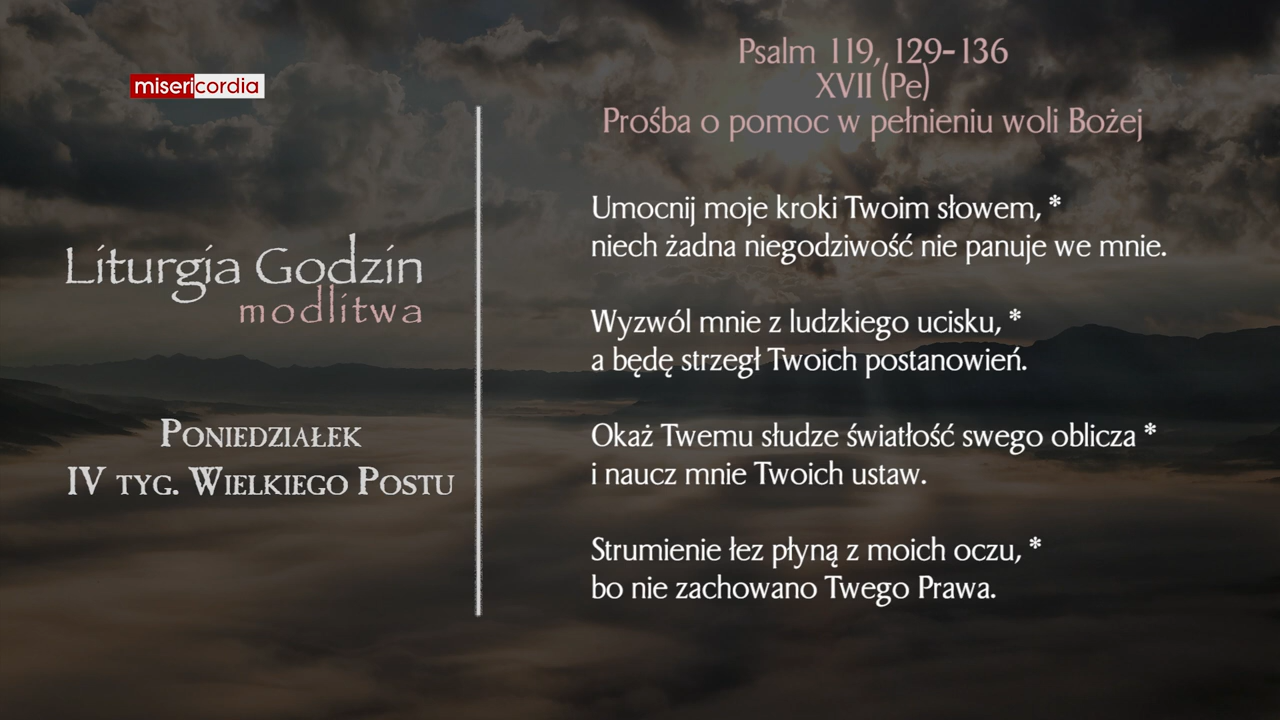 misericordia
Liturgia Godzin
modlitwa
Poniedziałek
IV tyg. Wielkiego Postu
Psalm 119, 129-136
XVII (Pe)
Prośba o pomoc w pełnieniu woli Bożej
Umocnij moje kroki Twoim słowem, *
niech żadna niegodziwość nie panuje we mnie.
Wyzwól mnie z ludzkiego ucisku, *
a będę strzegł Twoich postanowień.
Okaż Twemu słudze światłość swego oblicza *
i naucz mnie Twoich ustaw.
Strumienie łez płyną z moich oczu, *
bo nie zachowano Twego Prawa.